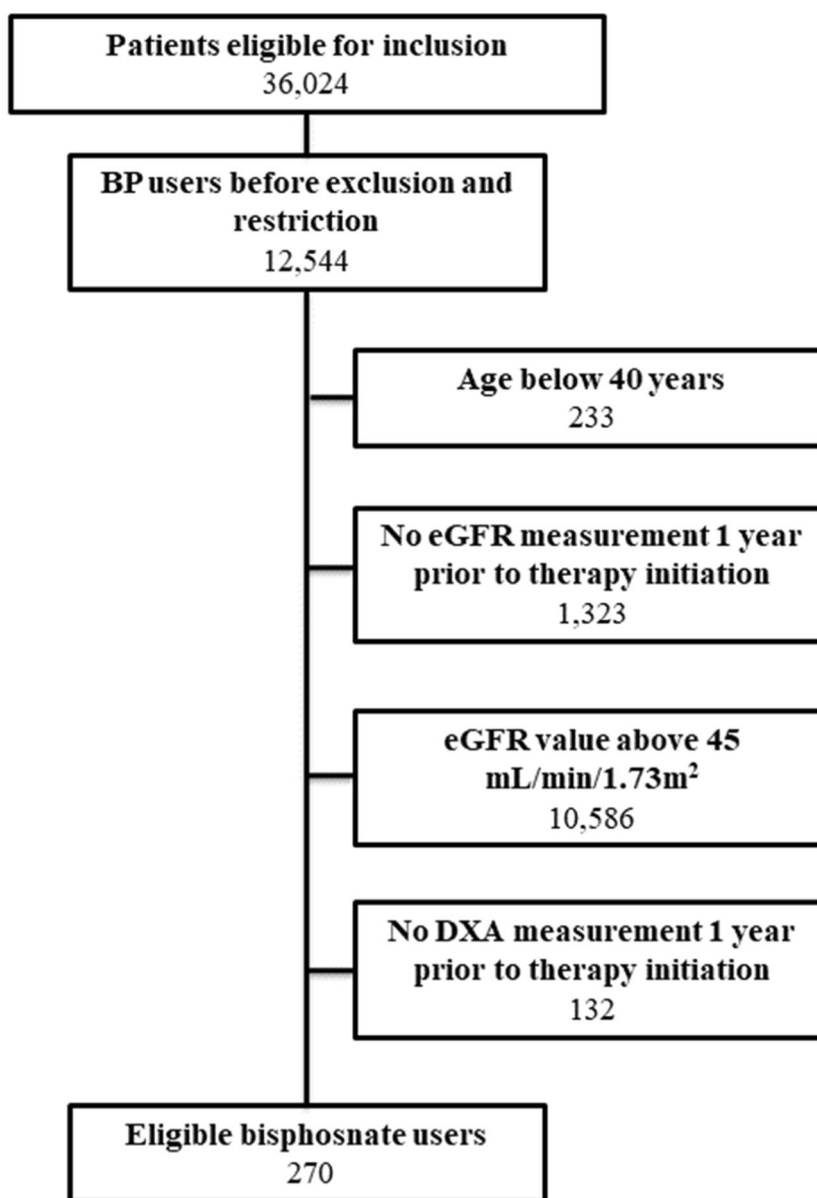 Patients eligible for inclusion
36,024
BP users before exclusion and
restriction
12,544
Age below 40 years
233
No eGFR measurement 1 year
prior to therapy initiation
1,323
eGFR value above 45
mL/min/1.73m²
10,586
No DXA measurement 1 year
prior to therapy initiation
132
Eligible bisphosnate users
270